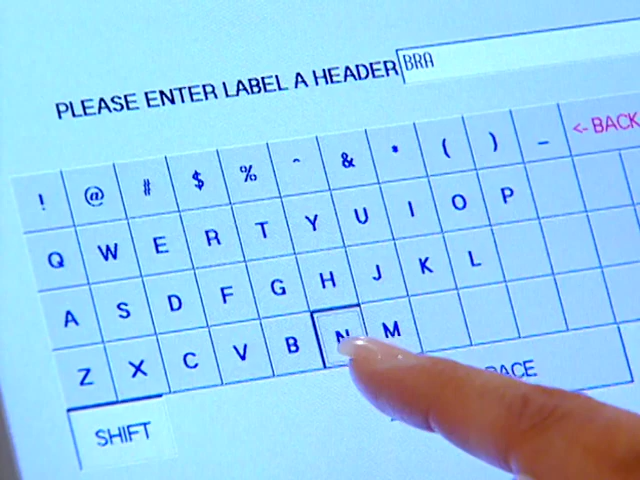 PLEASE ENTER LABEL A HEADER BRA
! @ # $ % ^ & * ( ) _ <- BACK
Q W E R T Y U I O P
A S D F G H J K L
Z X C V B N M
SHIFT